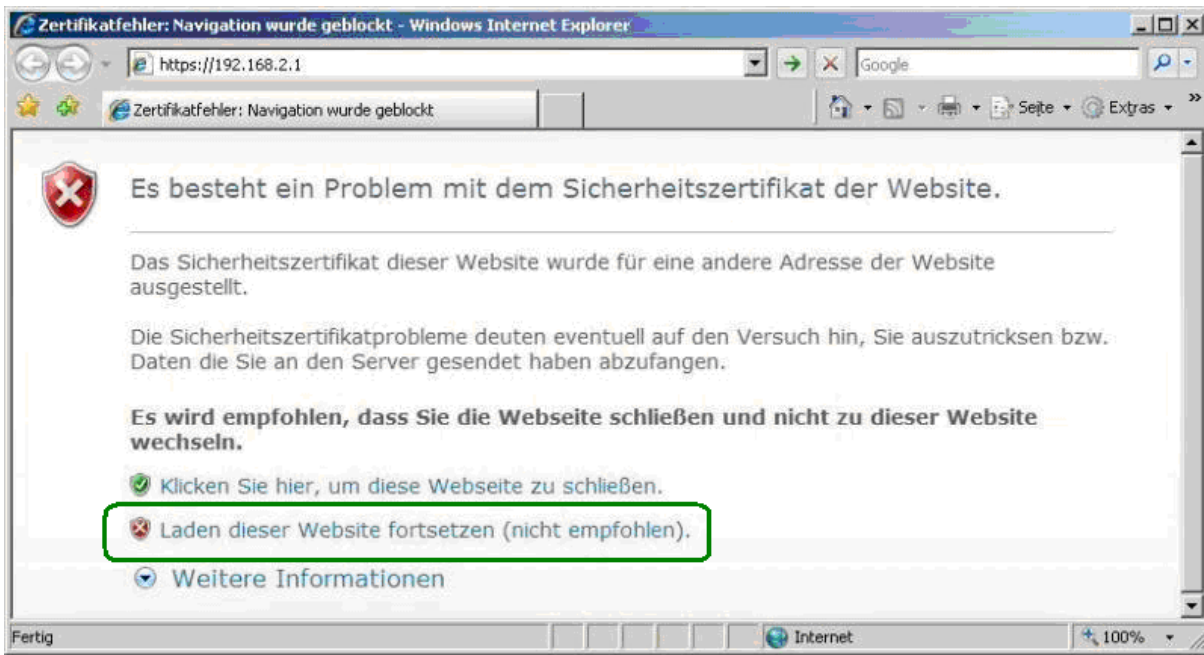 Zertifikatfehler: Navigation wurde geblockt - Windows Internet Explorer
https://192.168.2.1
Google
Zertifikatfehler: Navigation wurde geblockt
Seite
Extras
Es besteht ein Problem mit dem Sicherheitszertifikat der Website.
Das Sicherheitszertifikat dieser Website wurde für eine andere Adresse der Website
ausgestellt.
Die Sicherheitszertifikatprobleme deuten eventuell auf den Versuch hin, Sie auszutricksen bzw.
Daten die Sie an den Server gesendet haben abzufangen.
Es wird empfohlen, dass Sie die Webseite schließen und nicht zu dieser Website
wechseln.
Klicken Sie hier, um diese Webseite zu schließen.
Laden dieser Website fortsetzen (nicht empfohlen).
Weitere Informationen
Fertig
Internet
100%